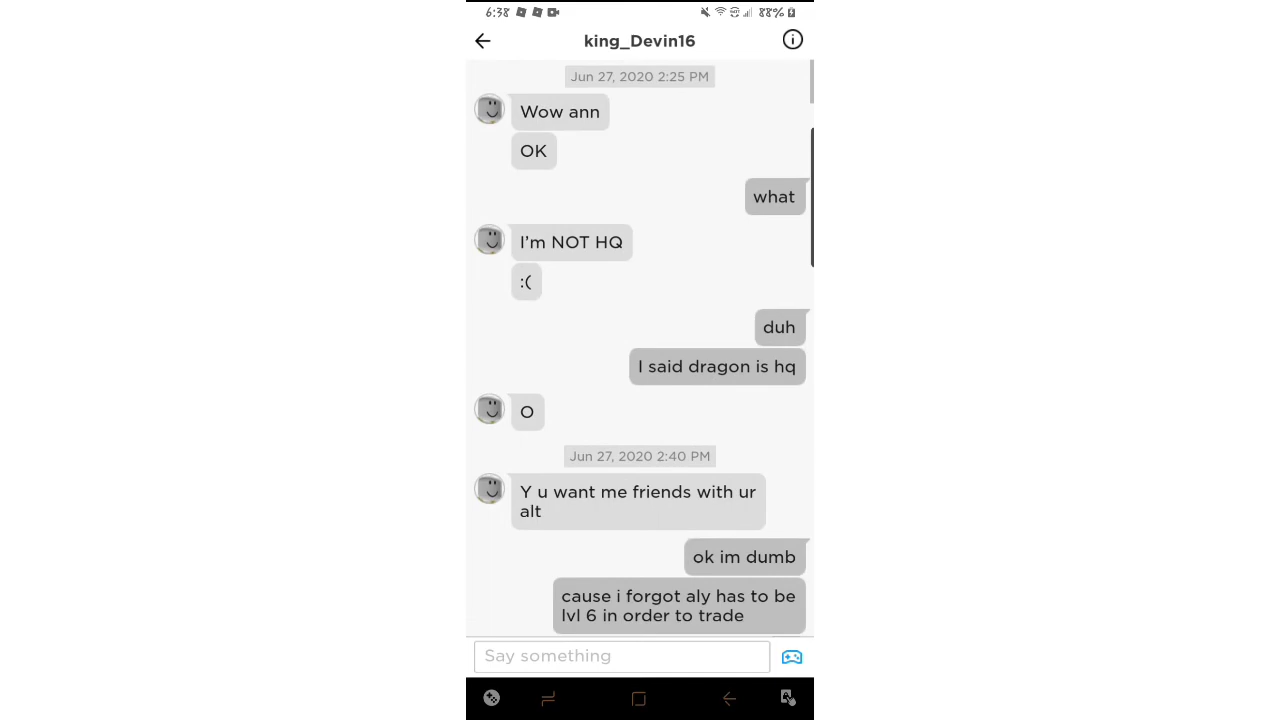 6:38
88%
king_Devin16
Jun 27, 2020 2:25 PM
Wow ann
OK
what
I'm NOT HQ
:(
duh
I said dragon is hq
O
Jun 27, 2020 2:40 PM
Y u want me friends with ur
alt
ok im dumb
cause i forgot aly has to be
lvl 6 in order to trade
Say something